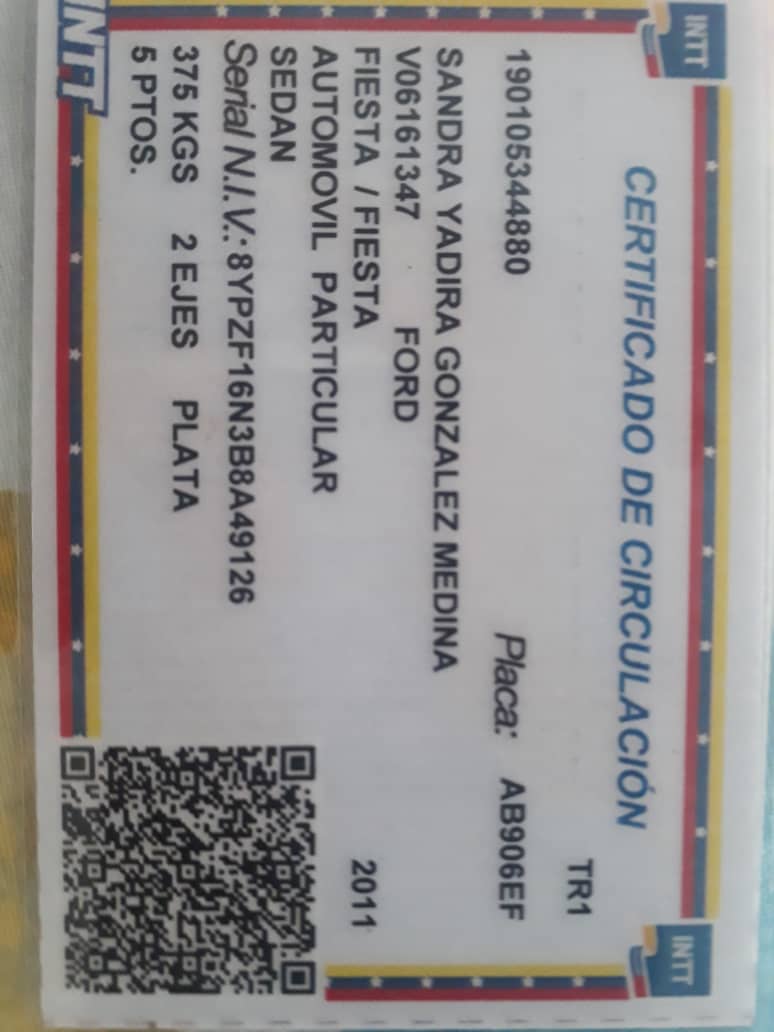 INTT
INTT
CERTIFICADO DE CIRCULACIÓN
TR1
190105344880 Placa: AB906EF
SANDRA YADIRA GONZALEZ MEDINA
V06161347 FORD
FIESTA / FIESTA 2011
AUTOMOVIL PARTICULAR
SEDAN
Serial N.I.V.: 8YPZF16N3B8A49126
375 KGS 2 EJES PLATA
5 PTOS.
INTT